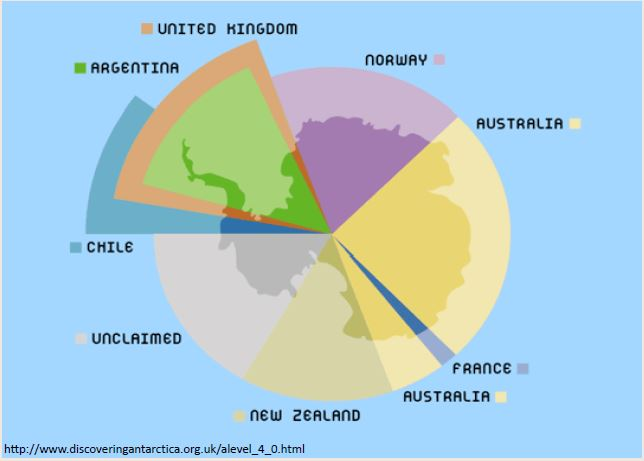 UNITED KINGDOM
NORWAY
ARGENTINA
AUSTRALIA
CHILE
UNCLAIMED
FRANCE
AUSTRALIA
NEW ZEALAND
http://www.discoveringantarctica.org.uk/alevel_4_0.html